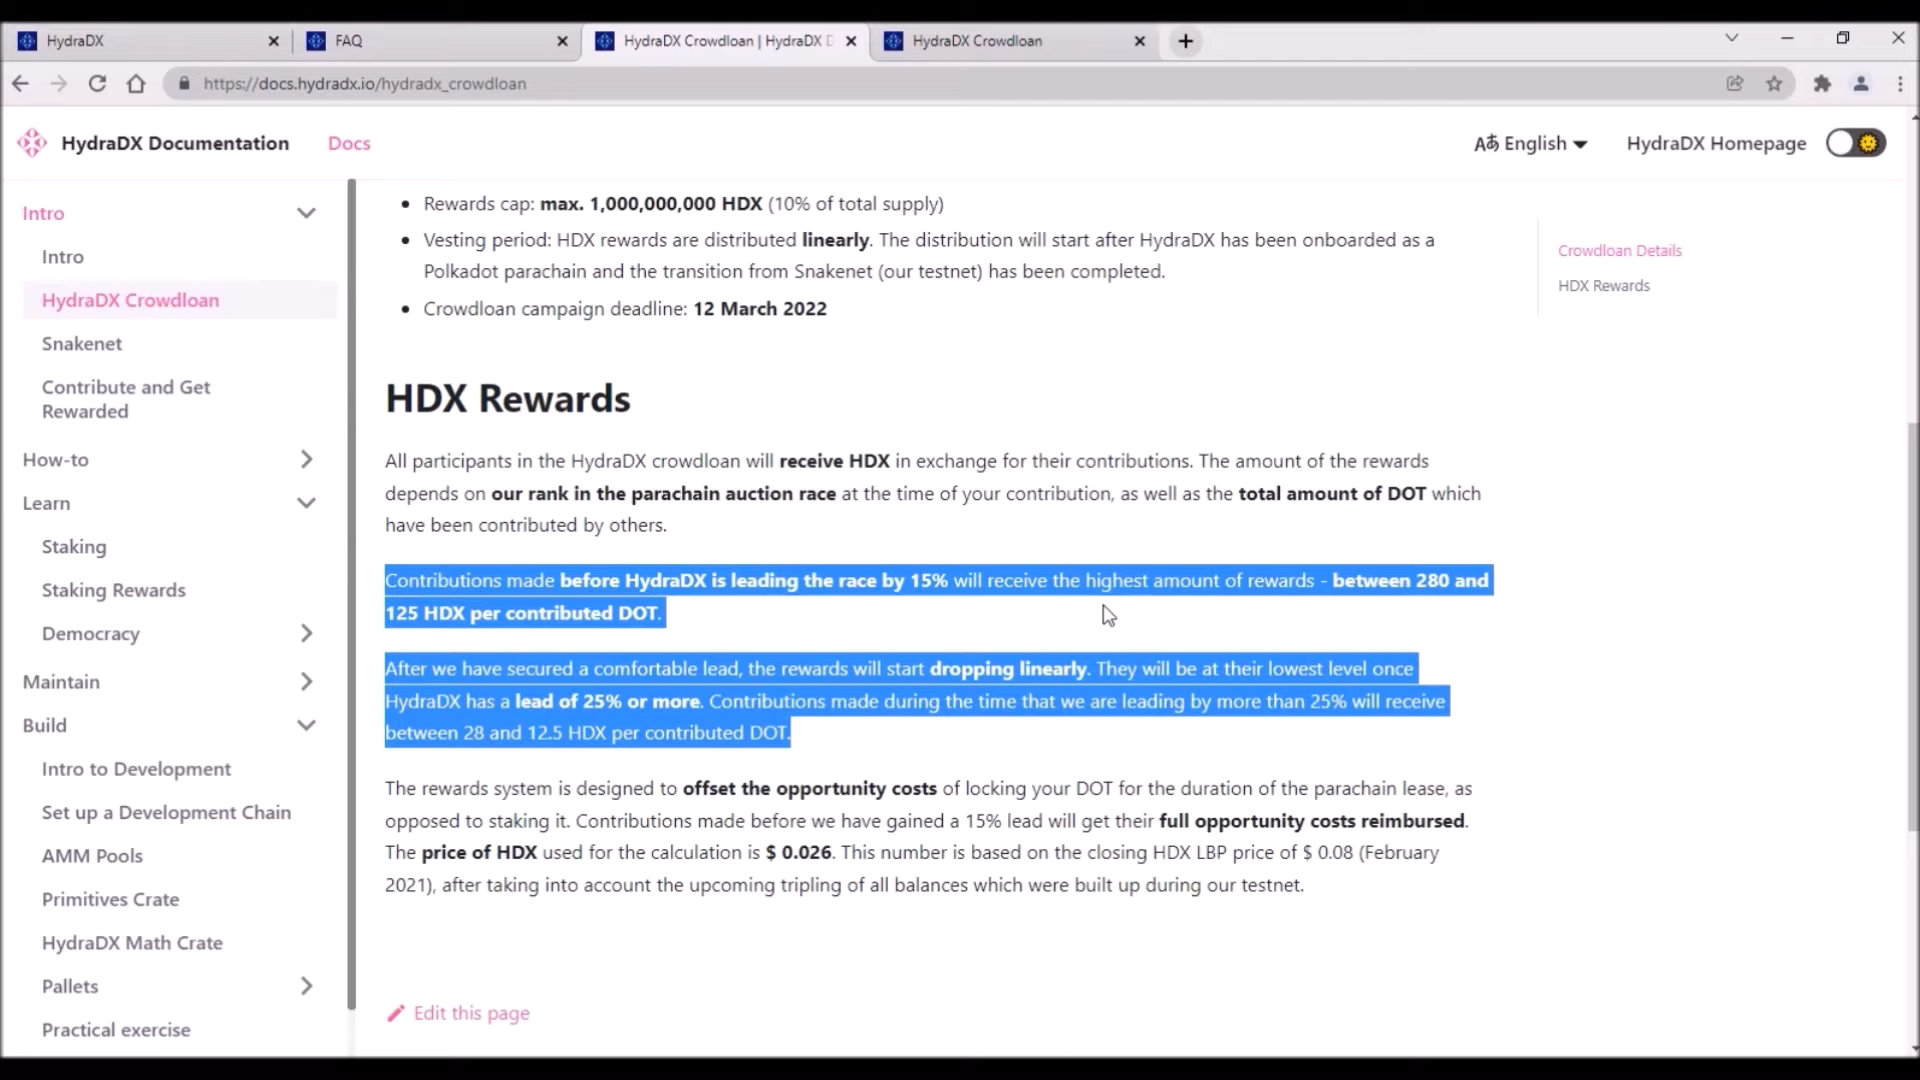 HydraDX
FAQ
HydraDX Crowdloan | HydraDX D
HydraDX Crowdloan
https://docs.hydradx.io/hydradx_crowdloan
HydraDX Documentation
Docs
English
HydraDX Homepage
Intro
Intro
HydraDX Crowdloan
Snakenet
Contribute and Get
Rewarded
How-to
Learn
Staking
Staking Rewards
Democracy
Maintain
Build
Intro to Development
Set up a Development Chain
AMM Pools
Primitives Crate
HydraDX Math Crate
Pallets
Practical exercise
Rewards cap: max. 1,000,000,000 HDX (10% of total supply)
Vesting period: HDX rewards are distributed linearly. The distribution will start after HydraDX has been onboarded as a
Polkadot parachain and the transition from Snakenet (our testnet) has been completed.
Crowdloan campaign deadline: 12 March 2022
HDX Rewards
All participants in the HydraDX crowdloan will receive HDX in exchange for their contributions. The amount of the rewards
depends on our rank in the parachain auction race at the time of your contribution, as well as the total amount of DOT which
have been contributed by others.
Contributions made before HydraDX is leading the race by 15% will receive the highest amount of rewards - between 280 and
125 HDX per contributed DOT.
After we have secured a comfortable lead, the rewards will start dropping linearly. They will be at their lowest level once
HydraDX has a lead of 25% or more. Contributions made during the time that we are leading by more than 25% will receive
between 28 and 12.5 HDX per contributed DOT.
The rewards system is designed to offset the opportunity costs of locking your DOT for the duration of the parachain lease, as
opposed to staking it. Contributions made before we have gained a 15% lead will get their full opportunity costs reimbursed.
The price of HDX used for the calculation is $ 0.026. This number is based on the closing HDX LBP price of $ 0.08 (February
2021), after taking into account the upcoming tripling of all balances which were built up during our testnet.
Edit this page
Crowdloan Details
HDX Rewards